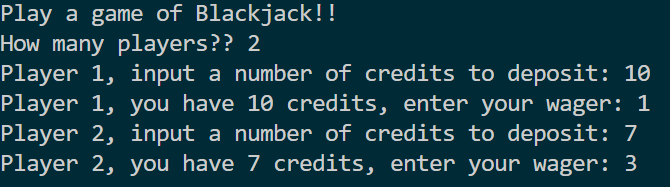 Play a game of Blackjack!!
How many players?? 2
Player 1, input a number of credits to deposit: 10
Player 1, you have 10 credits, enter your wager: 1
Player 2, input a number of credits to deposit: 7
Player 2, you have 7 credits, enter your wager: 3